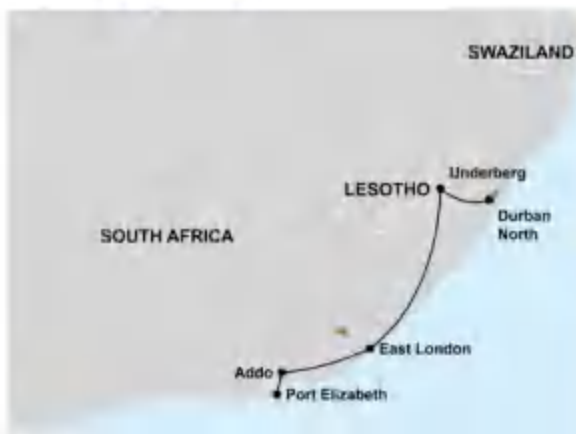 SWAZILAND
Underberg
LESOTHO
Durban
North
SOUTH AFRICA
East London
Addo
Port Elizabeth